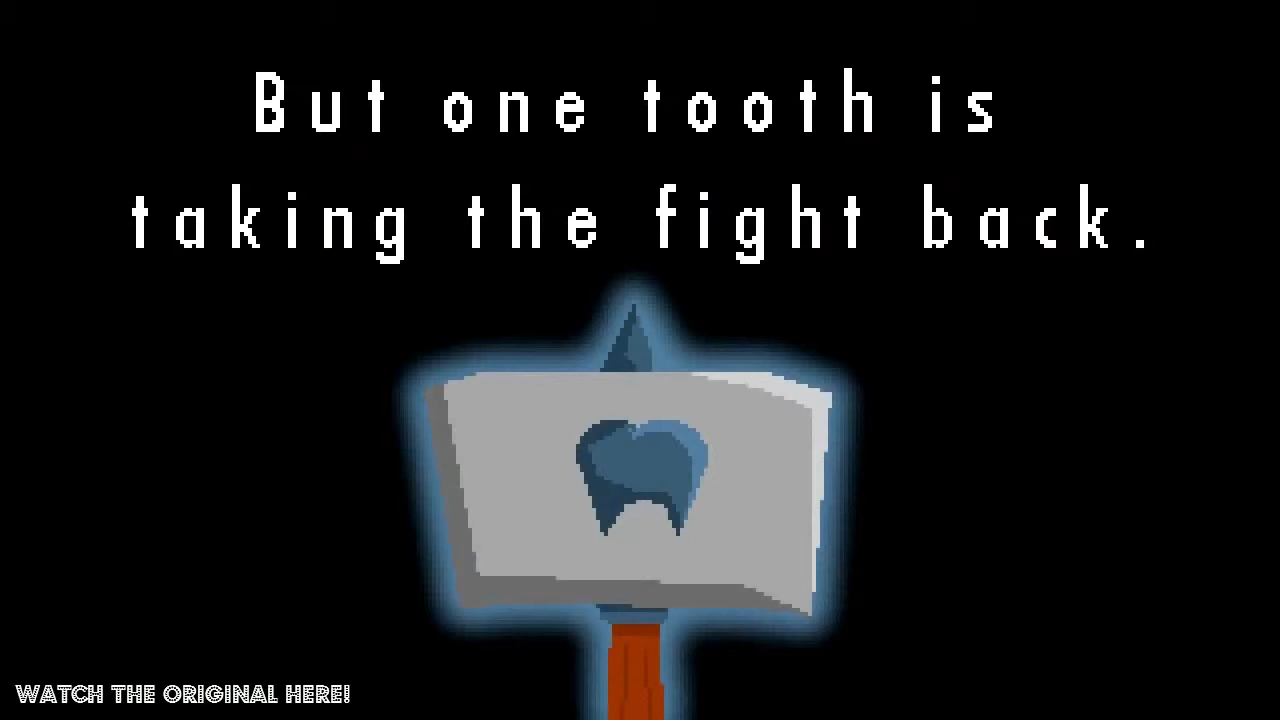 But one tooth is
taking the fight back.
WATCH THE ORIGINAL HERE!